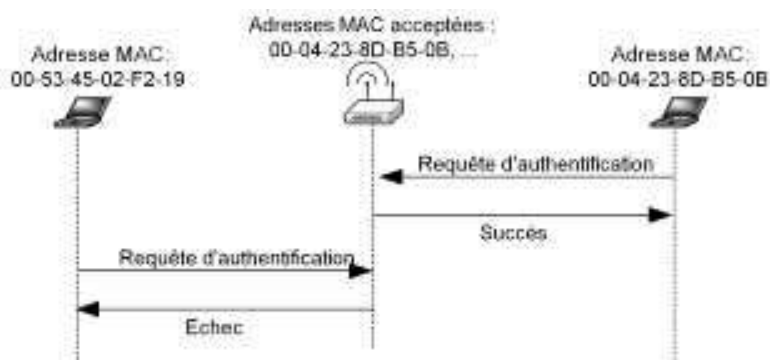 Adresses MAC acceptées :
00-04-23-8D-B5-0B, ...
Adresse MAC:
00-53-45-02-F2-19
Adresse MAC:
00-04-23-8D-B5-0B
Requête d'authentification
Succès
Requête d'authentification
Echec